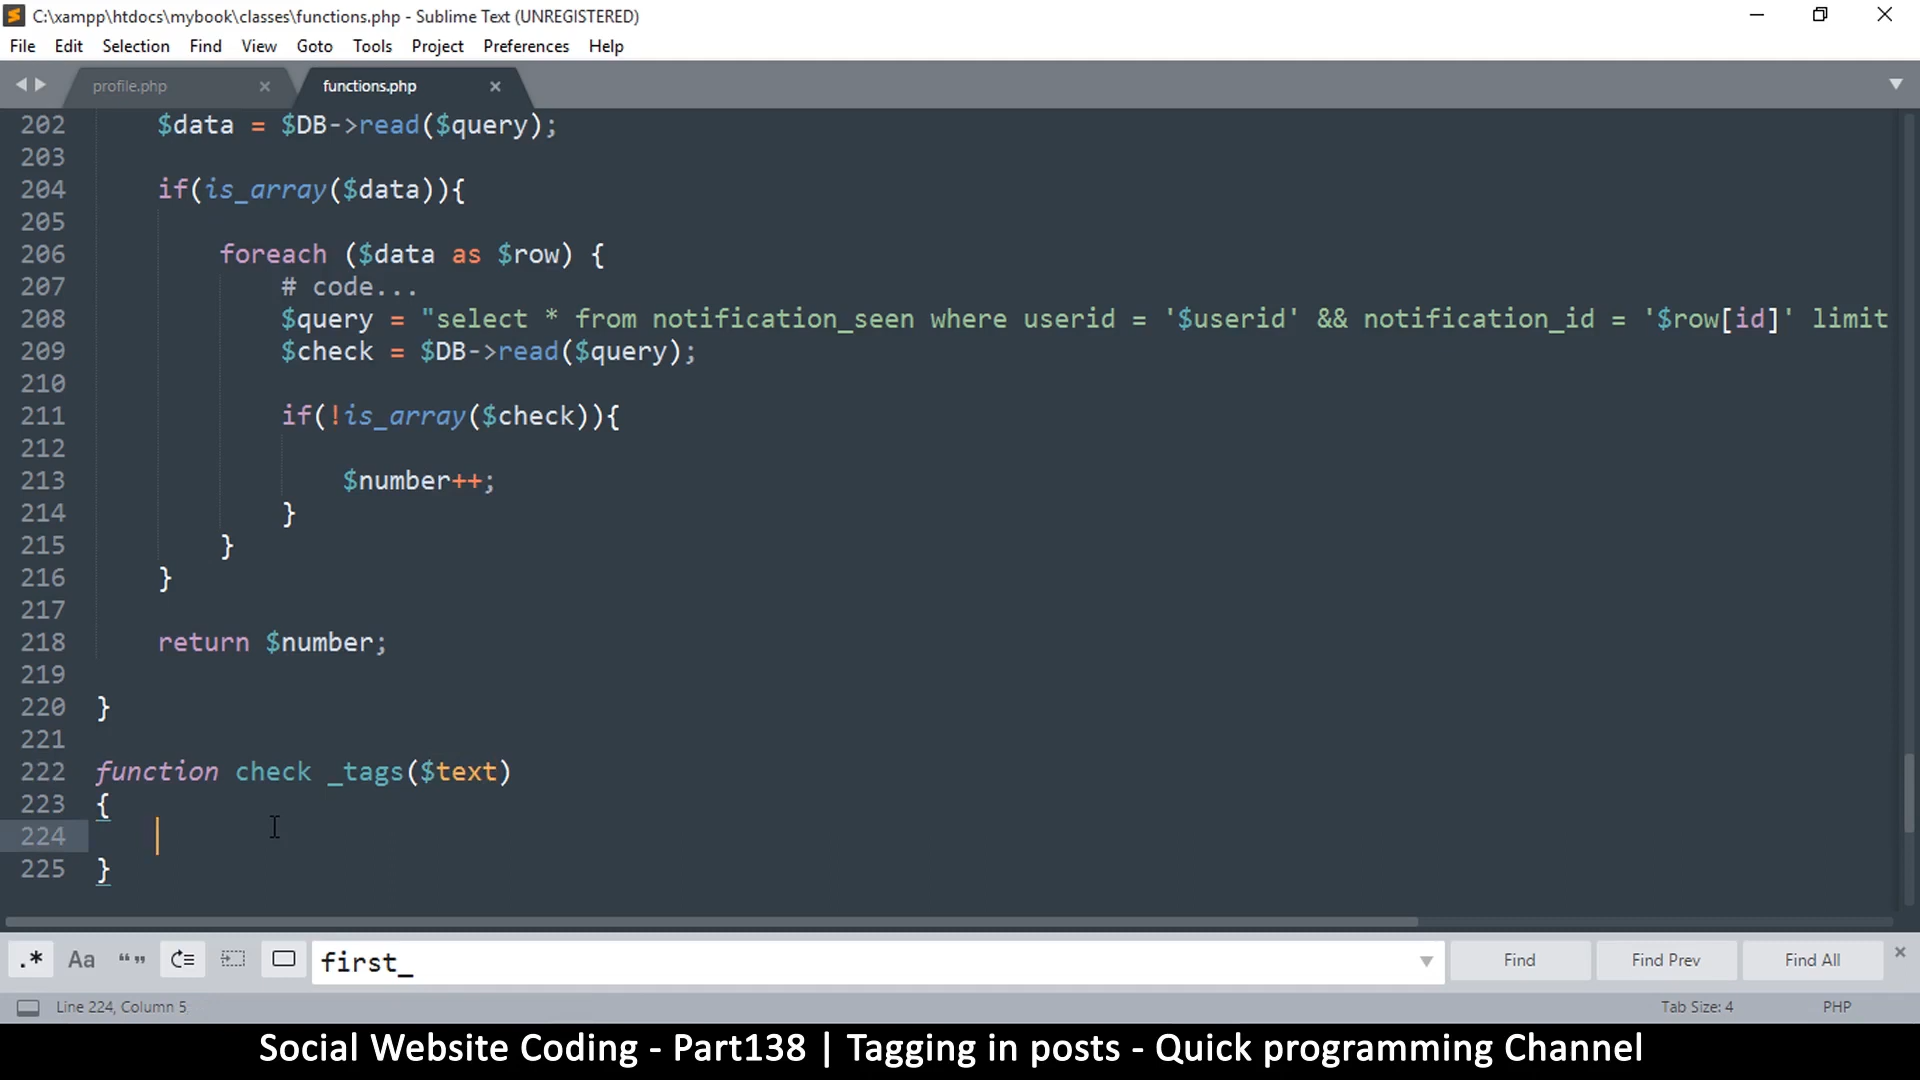 C:\xampp\htdocs\mybook\classes\functions.php - Sublime Text (UNREGISTERED)
File Edit Selection Find View Goto Tools Project Preferences Help
profile.php functions.php
202 $data = $DB->read($query);
203
204 if(is_array($data)){
205
206 foreach ($data as $row) {
207 # code...
208 $query = "select * from notification_seen where userid = '$userid' && notification_id = '$row[id]' limit
209 $check = $DB->read($query);
210
211 if(!is_array($check)){
212
213 $number++;
214 }
215 }
216 }
217
218 return $number;
219
220 }
221
222 function check _tags($text)
223 {
224
225 }
.* Aa “” first_ Find Find Prev Find All
Line 224, Column 5 Tab Size: 4 PHP
Social Website Coding - Part138 | Tagging in posts - Quick programming Channel